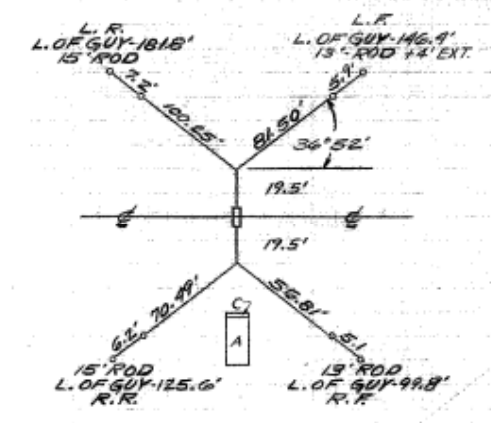 L. R.
L. OF GUY-181.8'
15' ROD
L. F.
L. OF GUY-146.4'
13'- ROD +4' EXT.
7.2'
100.25'
5.9'
81.50'
36°52'
19.5'
℄
℄
19.5'
70.49'
6.2'
56.81'
5.1
C
A
15' ROD
L. OF GUY-125.6'
R. R.
13' ROD
L. OF GUY-99.8'
R. F.